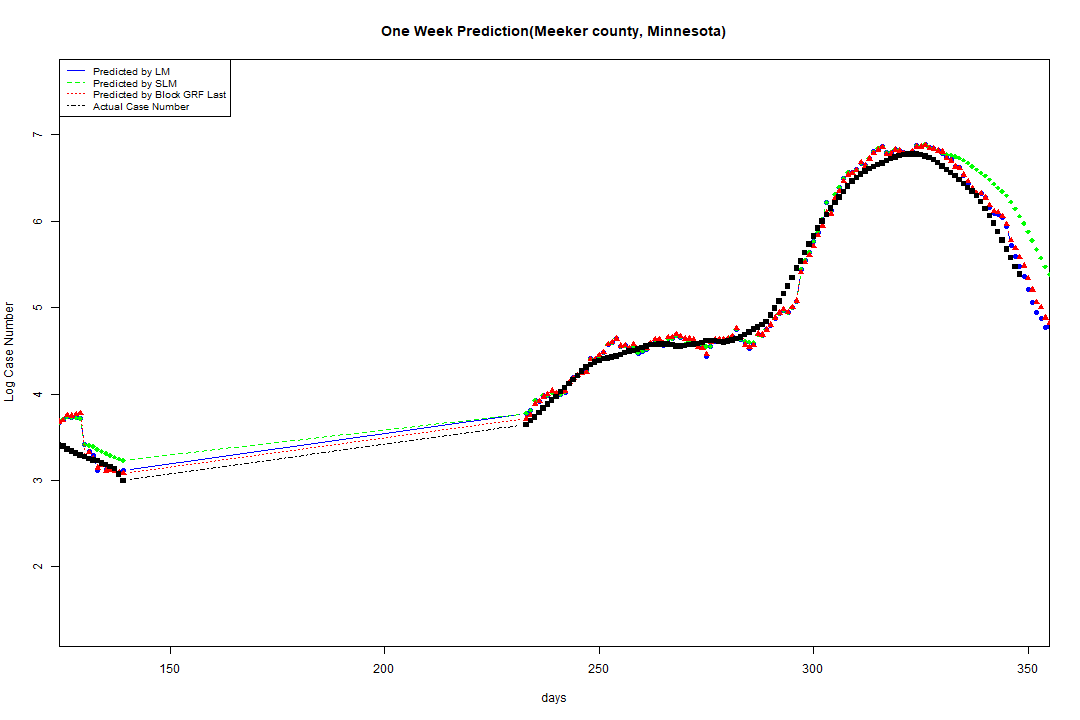 One Week Prediction(Meeker county, Minnesota)
Predicted by LM
Predicted by SLM
Predicted by Block GRF Last
Actual Case Number
7
6
5
4
3
2
Log Case Number
150 200 250 300 350
days